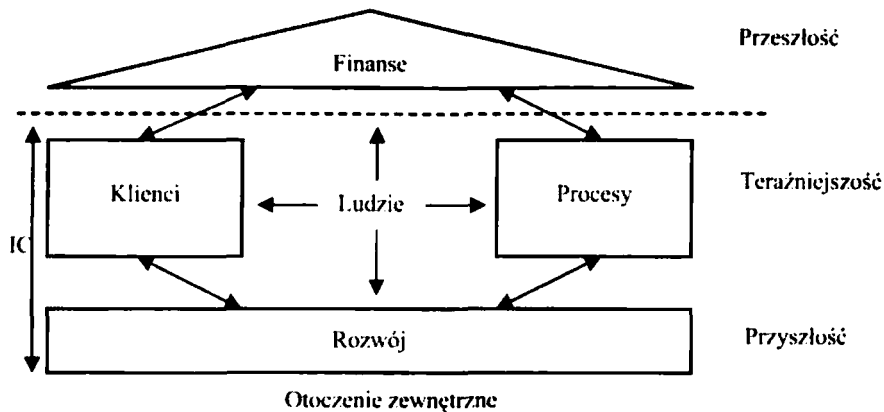 Przeszłość
Finanse
Klienci
Ludzie
Procesy
Teraźniejszość
IC
Rozwój
Przyszłość
Otoczenie zewnętrzne